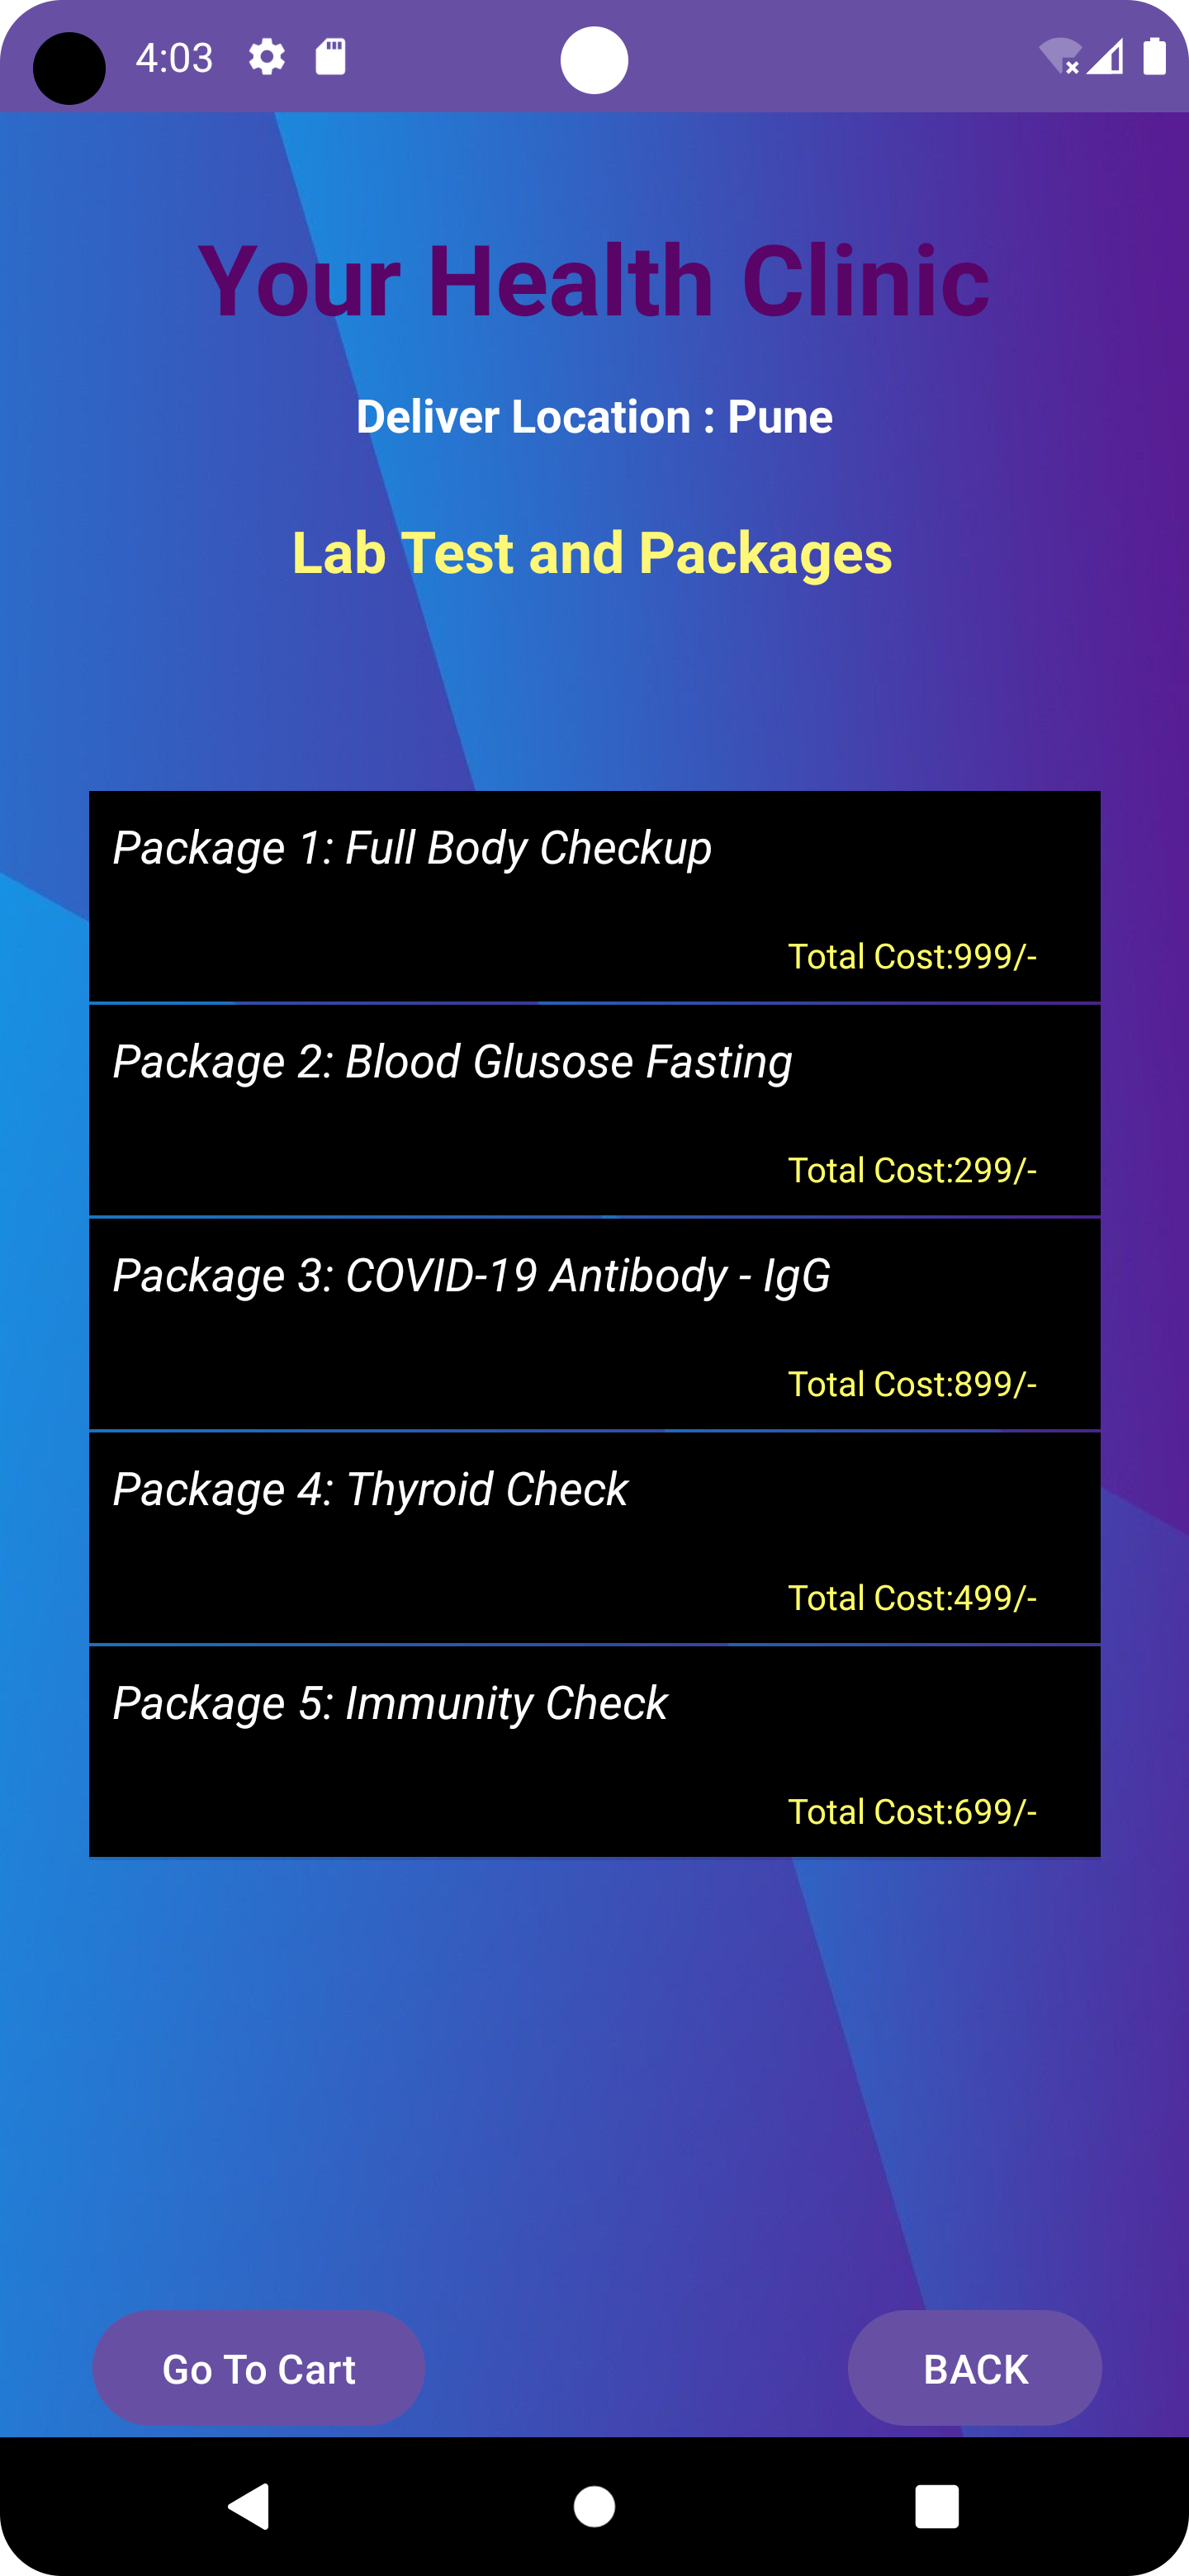 4:03
Your Health Clinic
Deliver Location : Pune
Lab Test and Packages
Package 1: Full Body Checkup
Total Cost:999/-
Package 2: Blood Glusose Fasting
Total Cost:299/-
Package 3: COVID-19 Antibody - IgG
Total Cost:899/-
Package 4: Thyroid Check
Total Cost:499/-
Package 5: Immunity Check
Total Cost:699/-
Go To Cart
BACK